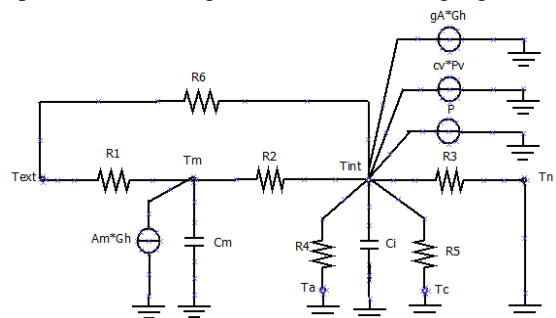 gA*Gh
cv*Pv
P
R6
R1
Tm
R2
Tint
R3
Text
Tn
Am*Gh
Cm
R4
Ci
R5
Ta
Tc